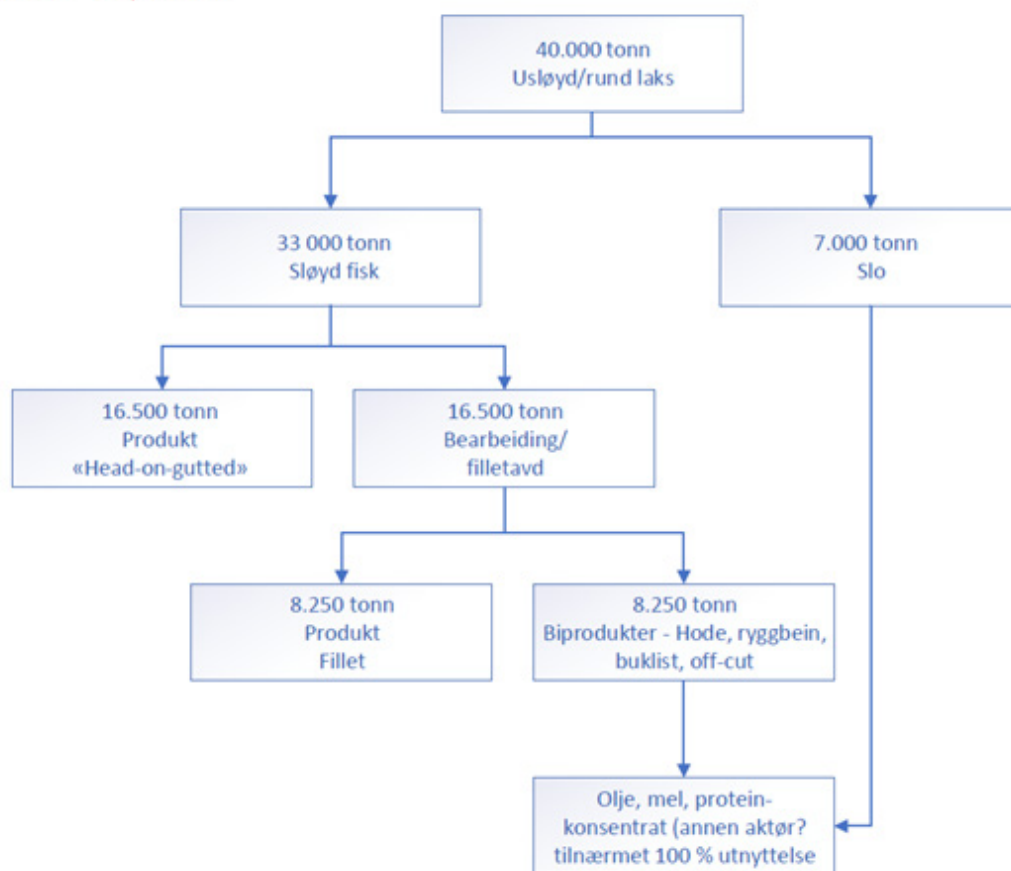 40.000 tonn
Usløyd/rund laks
33 000 tonn
Sløyd fisk
7.000 tonn
Slo
16.500 tonn
Produkt
«Head-on-gutted»
16.500 tonn
Bearbeiding/
filletavd
8.250 tonn
Produkt
Fillet
8.250 tonn
Biprodukter - Hode, ryggbein,
buklist, off-cut
Olje, mel, protein-
konsentrat (annen aktør?
tilnærmet 100 % utnyttelse